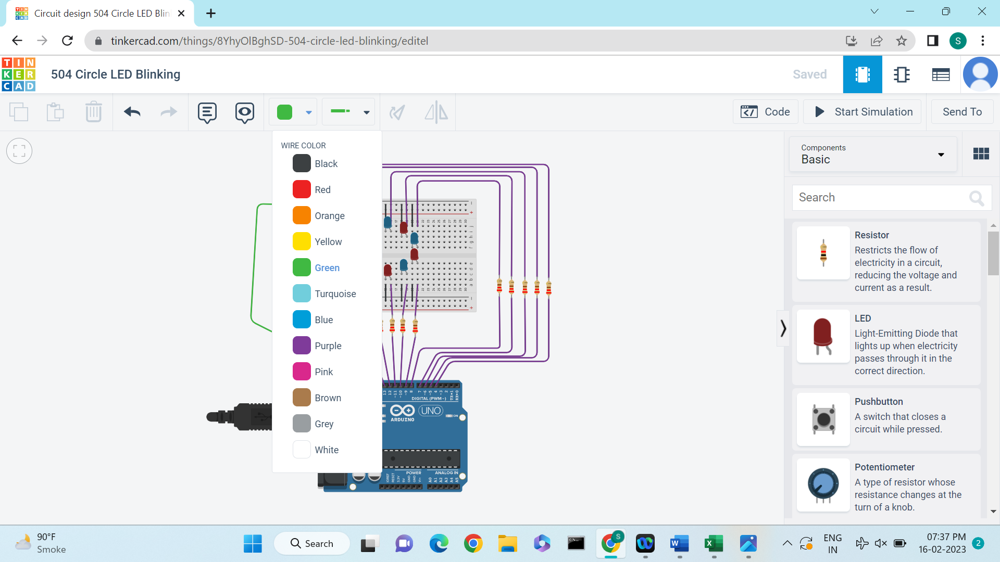 Circuit design 504 Circle LED Blin
tinkercad.com/things/8YhyOlBghSD-504-circle-led-blinking/editel
S
TIN
KER
CAD
504 Circle LED Blinking
Saved
Code
Start Simulation
Send To
WIRE COLOR
Black
Red
Orange
Yellow
Green
Turquoise
Blue
Purple
Pink
Brown
Grey
White
DIGITAL (PWM~)
UNO
ARDUINO
ON
POWER
ANALOG IN
Components
Basic
Search
Resistor
Restricts the flow of
electricity in a circuit,
reducing the voltage and
current as a result.
LED
Light-Emitting Diode that
lights up when electricity
passes through it in the
correct direction.
Pushbutton
A switch that closes a
circuit while pressed.
Potentiometer
A type of resistor whose
resistance changes at the
turn of a knob.
90°F
Smoke
Search
S
ENG
IN
07:37 PM
16-02-2023
2